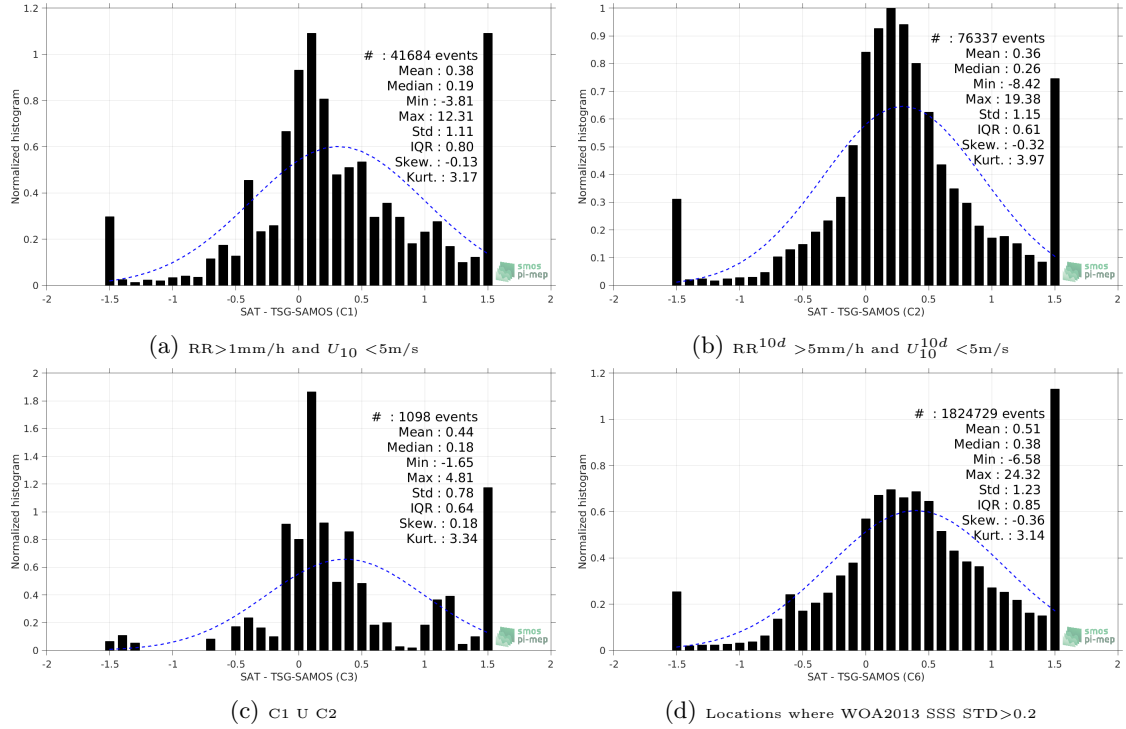 1.2
1
0.8
0.6
0.4
0.2
0
Normalized histogram
# : 41684 events
Mean : 0.38
Median : 0.19
Min : -3.81
Max : 12.31
Std : 1.11
IQR : 0.80
Skew. : -0.13
Kurt. : 3.17
smos
pi-mep
-2 -1.5 -1 -0.5 0 0.5 1 1.5 2
SAT - TSG-SAMOS (C1)
(a) RR>1mm/h and U10 <5m/s
1
0.9
0.8
0.7
0.6
0.5
0.4
0.3
0.2
0.1
0
Normalized histogram
# : 76337 events
Mean : 0.36
Median : 0.26
Min : -8.42
Max : 19.38
Std : 1.15
IQR : 0.61
Skew. : -0.32
Kurt. : 3.97
smos
pi-mep
-2 -1.5 -1 -0.5 0 0.5 1 1.5 2
SAT - TSG-SAMOS (C2)
(b) RR10d >5mm/h and U10 10d <5m/s
2
1.8
1.6
1.4
1.2
1
0.8
0.6
0.4
0.2
0
Normalized histogram
# : 1098 events
Mean : 0.44
Median : 0.18
Min : -1.65
Max : 4.81
Std : 0.78
IQR : 0.64
Skew. : 0.18
Kurt. : 3.34
smos
pi-mep
-2 -1.5 -1 -0.5 0 0.5 1 1.5 2
SAT - TSG-SAMOS (C3)
(c) C1 U C2
1.2
1
0.8
0.6
0.4
0.2
0
Normalized histogram
# : 1824729 events
Mean : 0.51
Median : 0.38
Min : -6.58
Max : 24.32
Std : 1.23
IQR : 0.85
Skew. : -0.36
Kurt. : 3.14
smos
pi-mep
-2 -1.5 -1 -0.5 0 0.5 1 1.5 2
SAT - TSG-SAMOS (C6)
(d) Locations where WOA2013 SSS STD>0.2